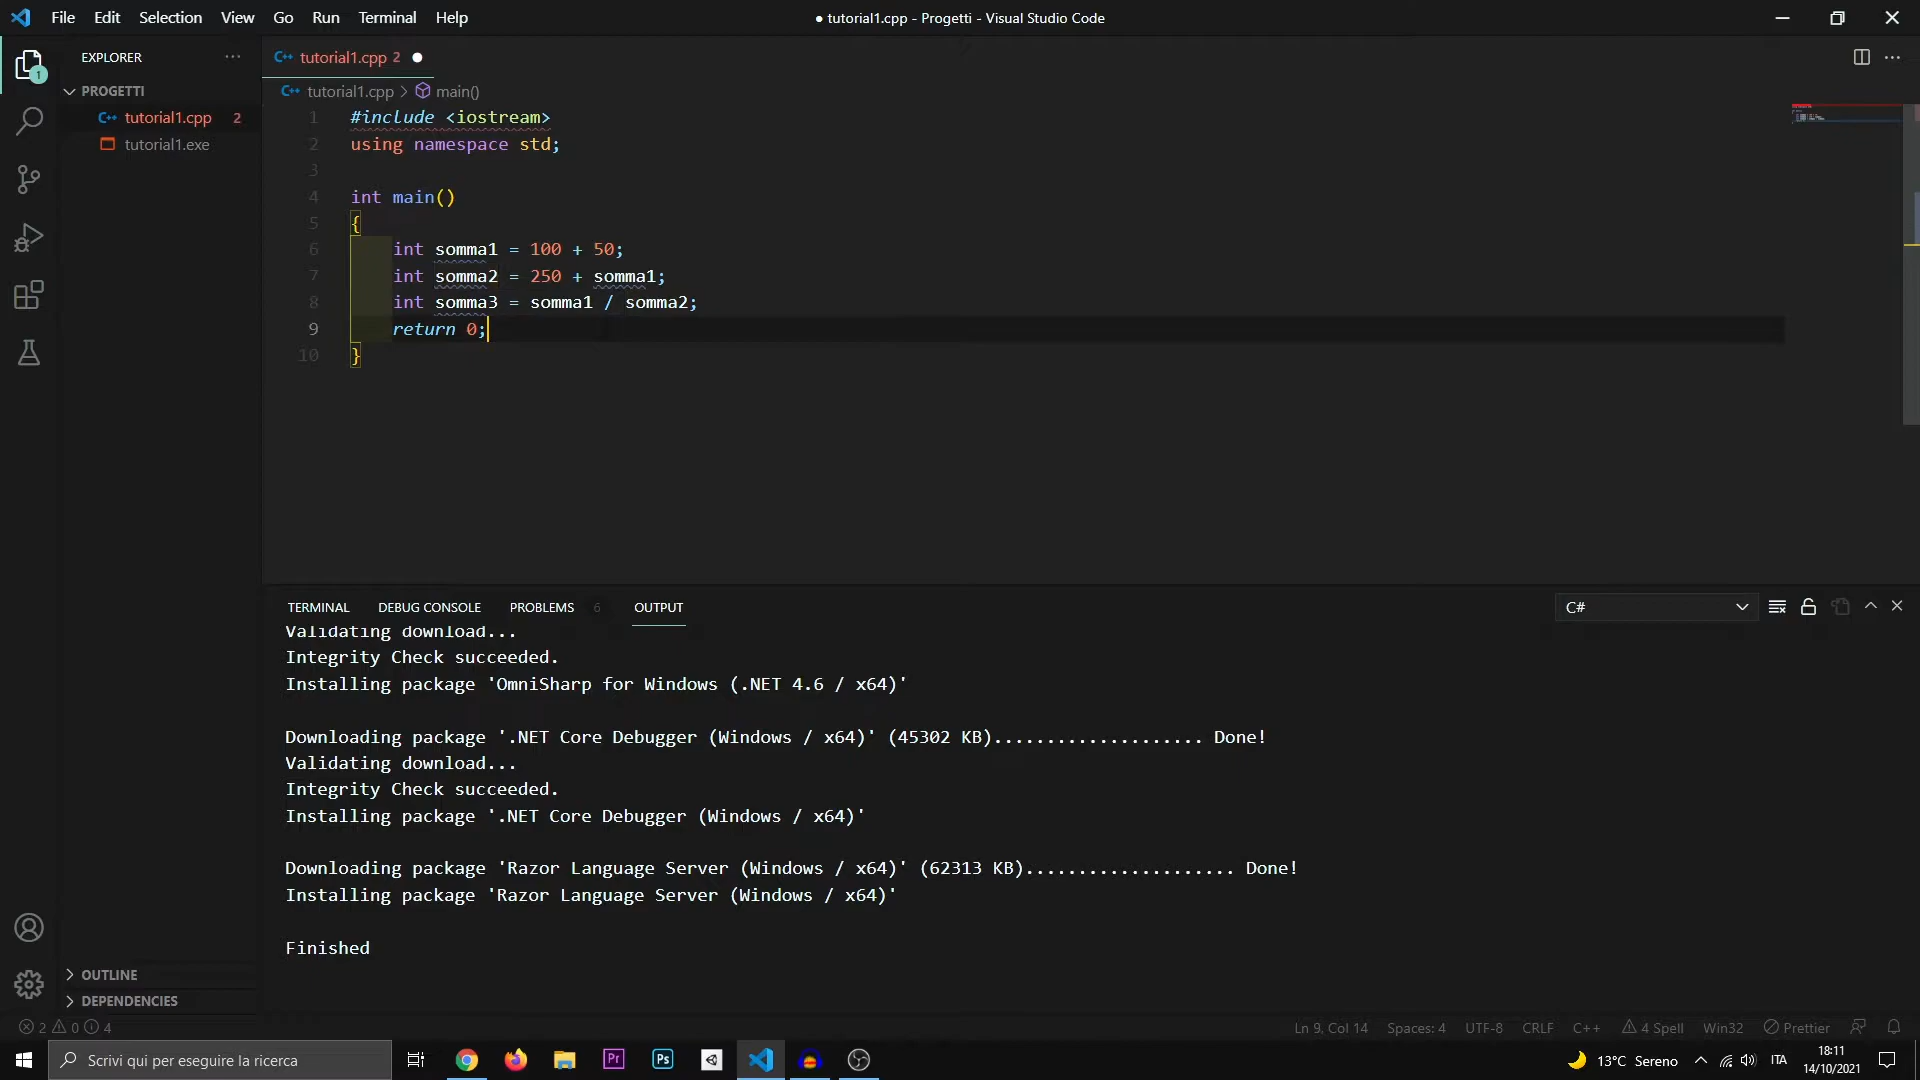 File Edit Selection View Go Run Terminal Help
● tutorial1.cpp - Progetti - Visual Studio Code
1
EXPLORER ...
PROGETTI
C++ tutorial1.cpp 2
tutorial1.exe
OUTLINE
DEPENDENCIES
C++ tutorial1.cpp 2 ●
C++ tutorial1.cpp > main()
1 #include <iostream>
2 using namespace std;
3
4 int main()
5 {
6 int somma1 = 100 + 50;
7 int somma2 = 250 + somma1;
8 int somma3 = somma1 / somma2;
9 return 0;
10 }
TERMINAL DEBUG CONSOLE PROBLEMS 6 OUTPUT
C#
Validating download...
Integrity Check succeeded.
Installing package 'OmniSharp for Windows (.NET 4.6 / x64)'
Downloading package '.NET Core Debugger (Windows / x64)' (45302 KB).................... Done!
Validating download...
Integrity Check succeeded.
Installing package '.NET Core Debugger (Windows / x64)'
Downloading package 'Razor Language Server (Windows / x64)' (62313 KB).................... Done!
Installing package 'Razor Language Server (Windows / x64)'
Finished
2 0 4
Ln 9, Col 14 Spaces: 4 UTF-8 CRLF C++ 4 Spell Win32 Prettier
Scrivi qui per eseguire la ricerca
Pr Ps
13°C Sereno
ITA
18:11
14/10/2021